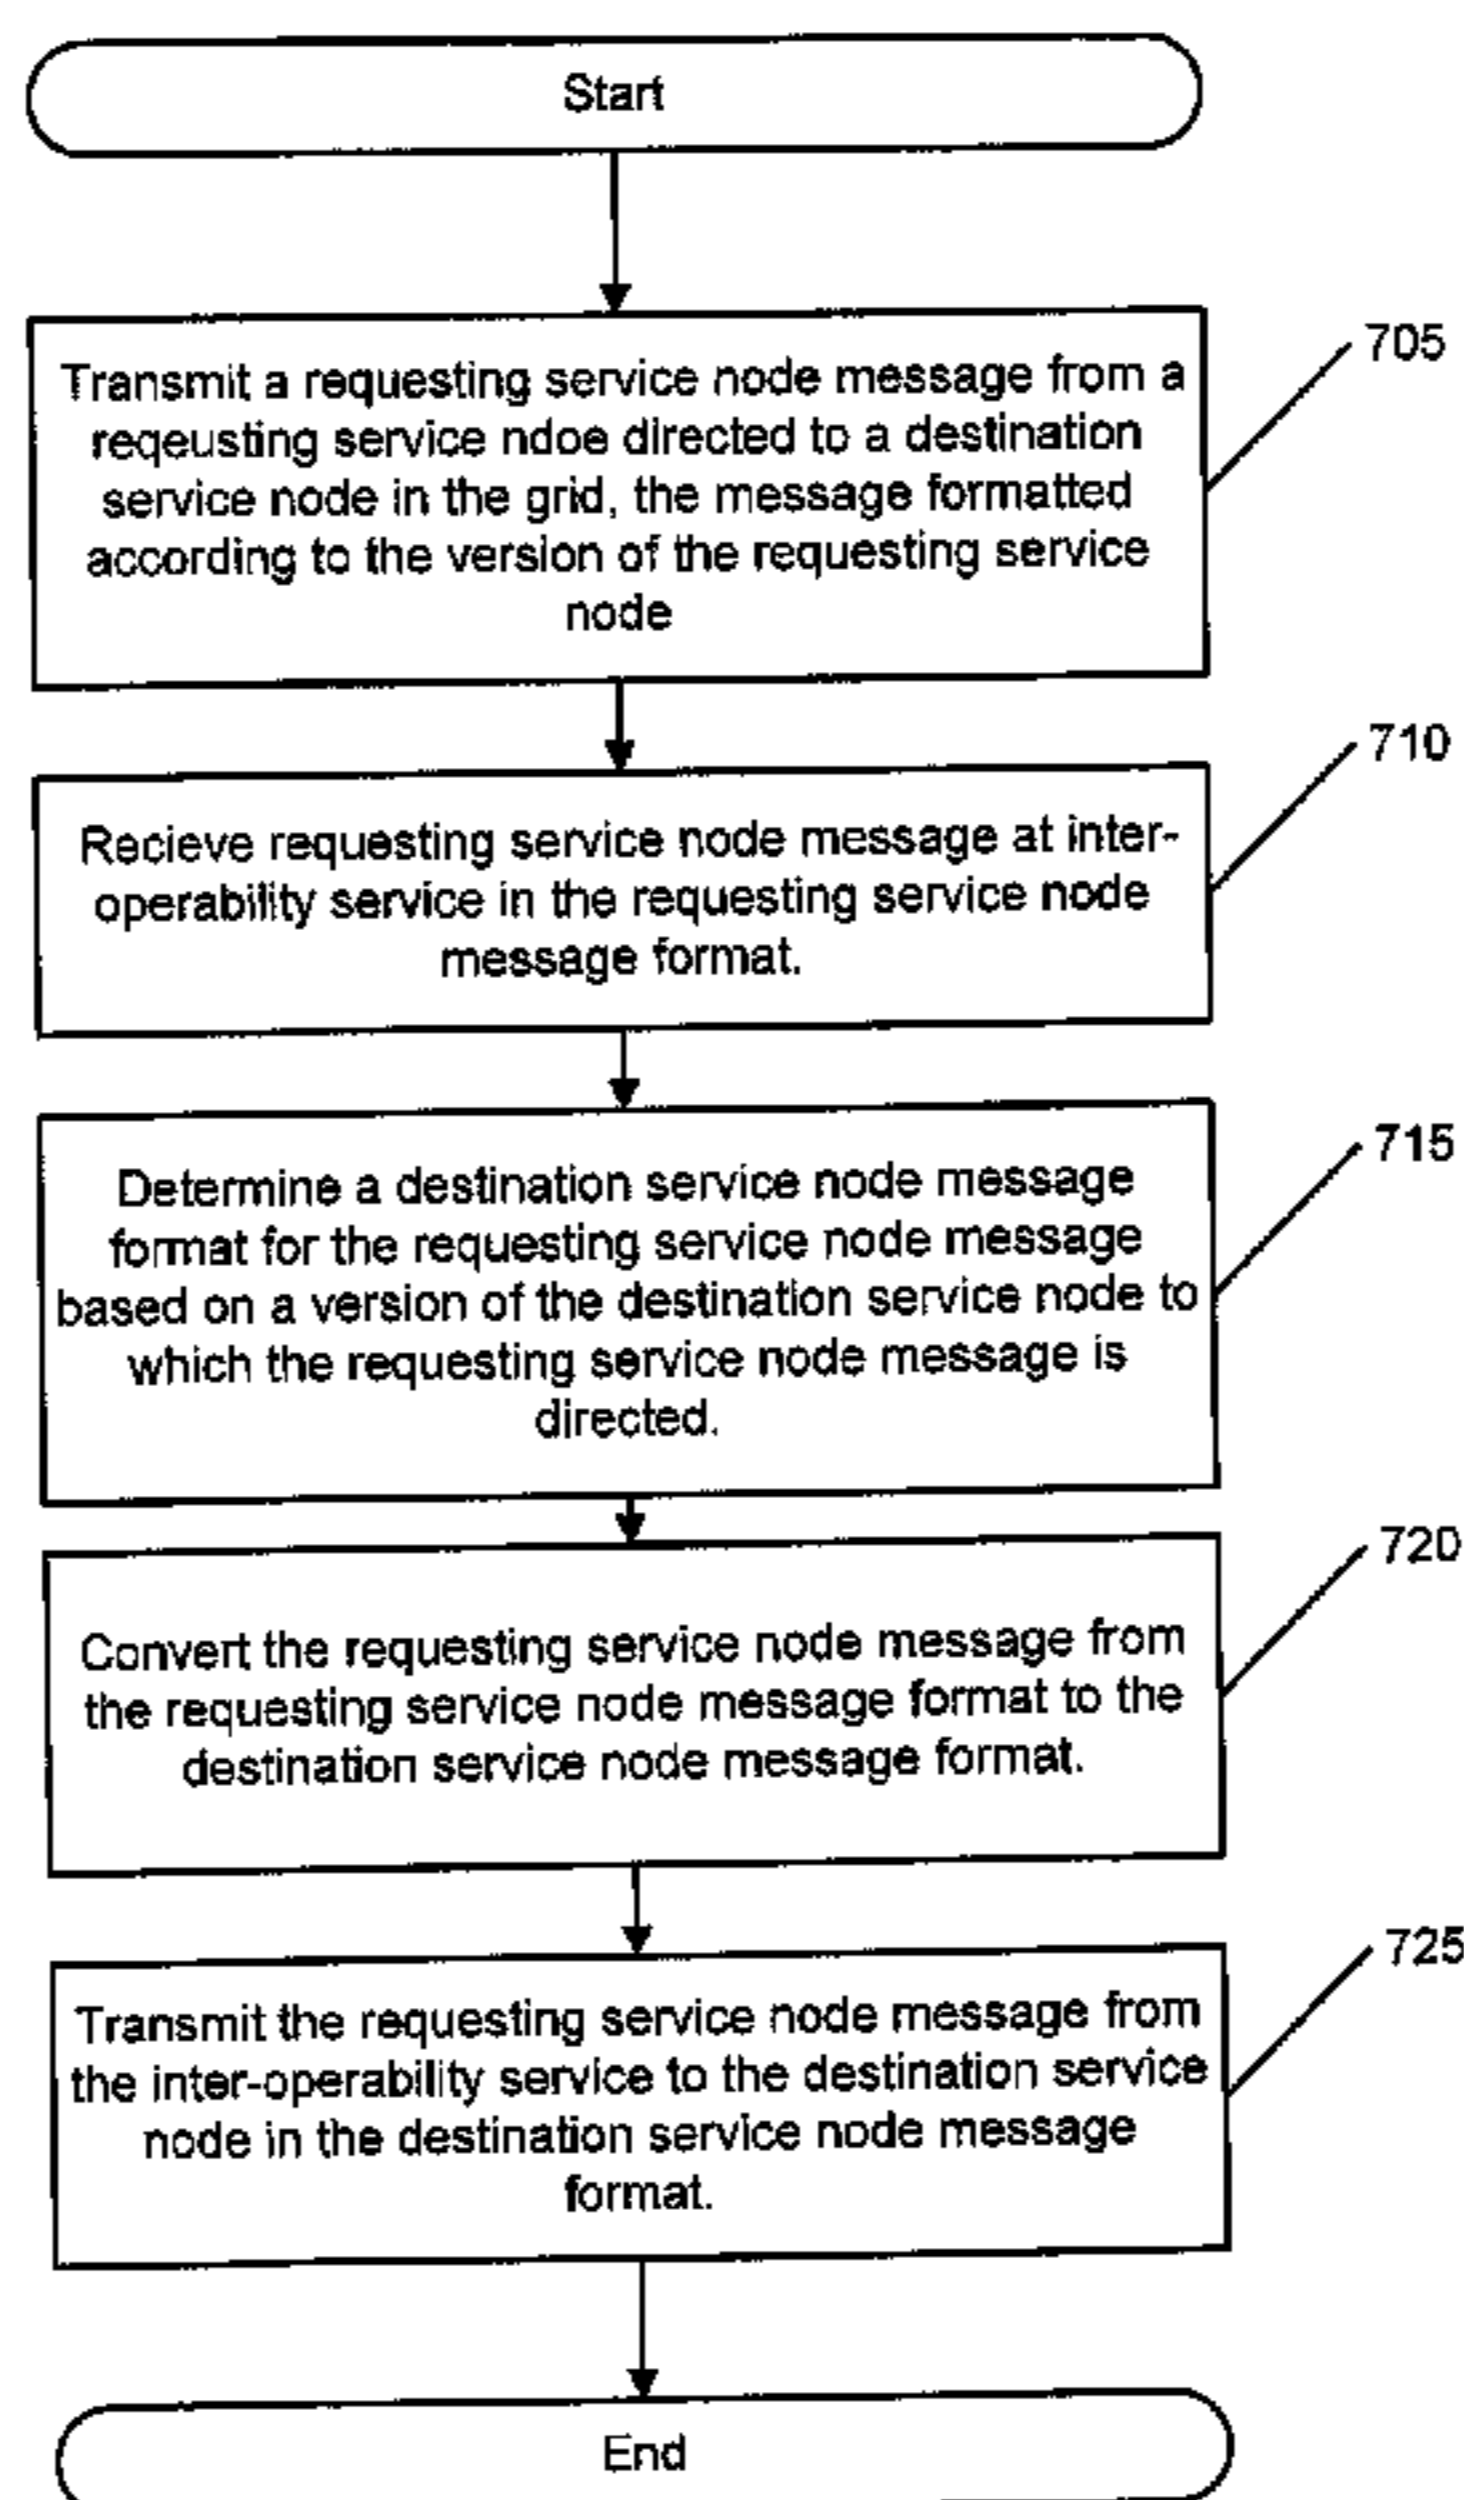 Start
Transmit a requesting service node message from a
reqeusting service ndoe directed to a destination
service node in the grid, the message formatted
according to the version of the requesting service
node
705
Recieve requesting service node message at inter-
operability service in the requesting service node
message format.
710
Determine a destination service node message
format for the requesting service node message
based on a version of the destination service node to
which the requesting service node message is
directed.
715
Convert the requesting service node message from
the requesting service node message format to the
destination service node message format.
720
Transmit the requesting service node message from
the inter-operability service to the destination service
node in the destination service node message
format.
725
End